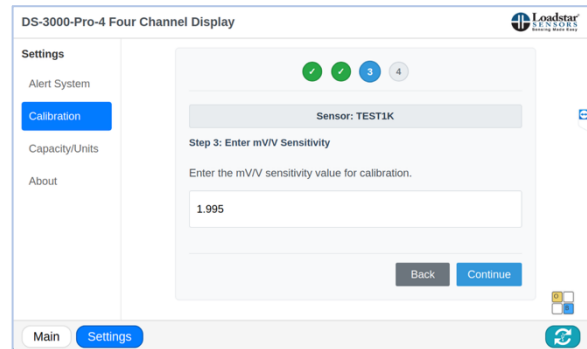 DS-3000-Pro-4 Four Channel Display
Loadstar
SENSORS
Sensing Made Easy
Settings
Alert System
Calibration
Capacity/Units
About
3
4
Sensor: TEST1K
Step 3: Enter mV/V Sensitivity
Enter the mV/V sensitivity value for calibration.
1.995
Back
Continue
Main
Settings